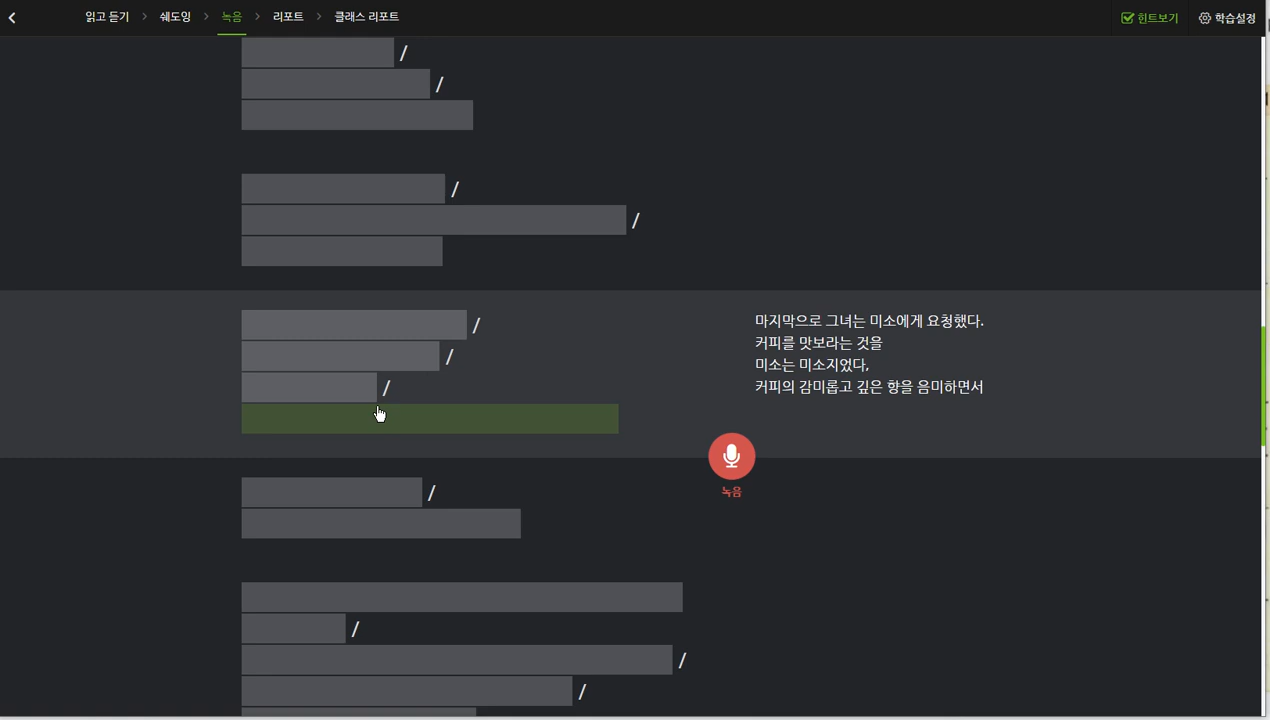 읽고 듣기 > 쉐도잉 > 녹음 > 리포트 > 클래스 리포트
힌트보기
학습설정
/
/
/
/
/
마지막으로 그녀는 미소에게 요청했다.
/
커피를 맛보라는 것을
미소는 미소지었다,
/
커피의 감미롭고 깊은 향을 음미하면서
녹음
/
/
/
/